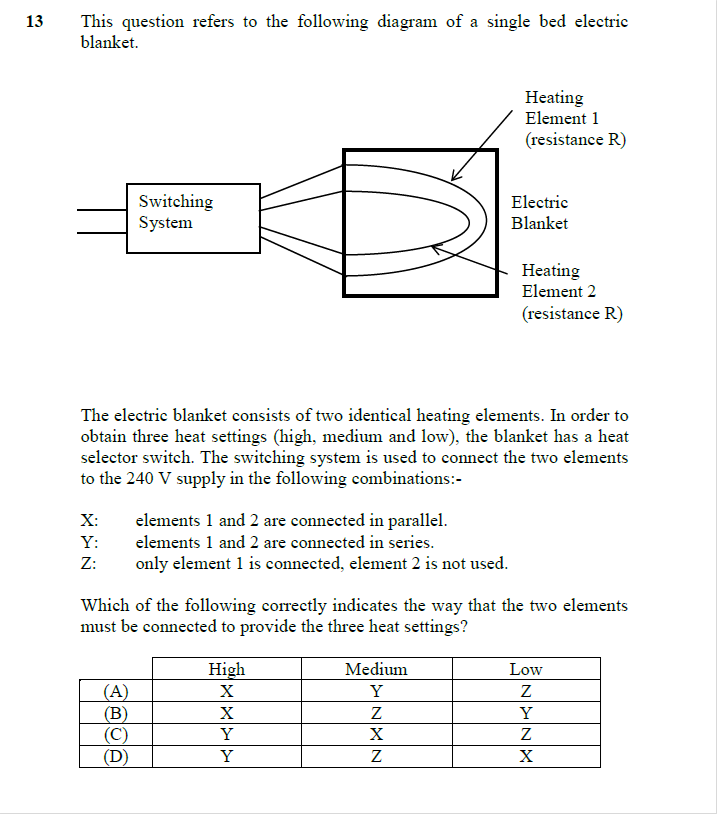 13 This question refers to the following diagram of a single bed electric
blanket.
Heating
Element 1
(resistance R)
Switching
System
Electric
Blanket
Heating
Element 2
(resistance R)
The electric blanket consists of two identical heating elements. In order to
obtain three heat settings (high, medium and low), the blanket has a heat
selector switch. The switching system is used to connect the two elements
to the 240 V supply in the following combinations:-
X: elements 1 and 2 are connected in parallel.
Y: elements 1 and 2 are connected in series.
Z: only element 1 is connected, element 2 is not used.
Which of the following correctly indicates the way that the two elements
must be connected to provide the three heat settings?
High Medium Low
(A) X Y Z
(B) X Z Y
(C) Y X Z
(D) Y Z X